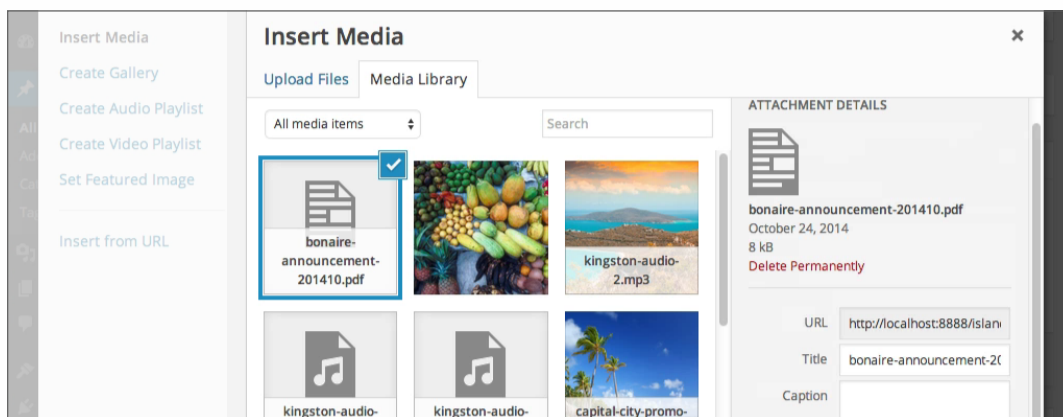 Insert Media
Create Gallery
Create Audio Playlist
Create Video Playlist
Set Featured Image
Insert from URL
Insert Media
Upload Files
Media Library
All media items
Search
bonaire-
announcement-
201410.pdf
kingston-audio-
2.mp3
kingston-audio-
kingston-audio-
capital-city-promo-
ATTACHMENT DETAILS
bonaire-announcement-201410.pdf
October 24, 2014
8 kB
Delete Permanently
URL
http://localhost:8888/islan
Title
bonaire-announcement-20
Caption